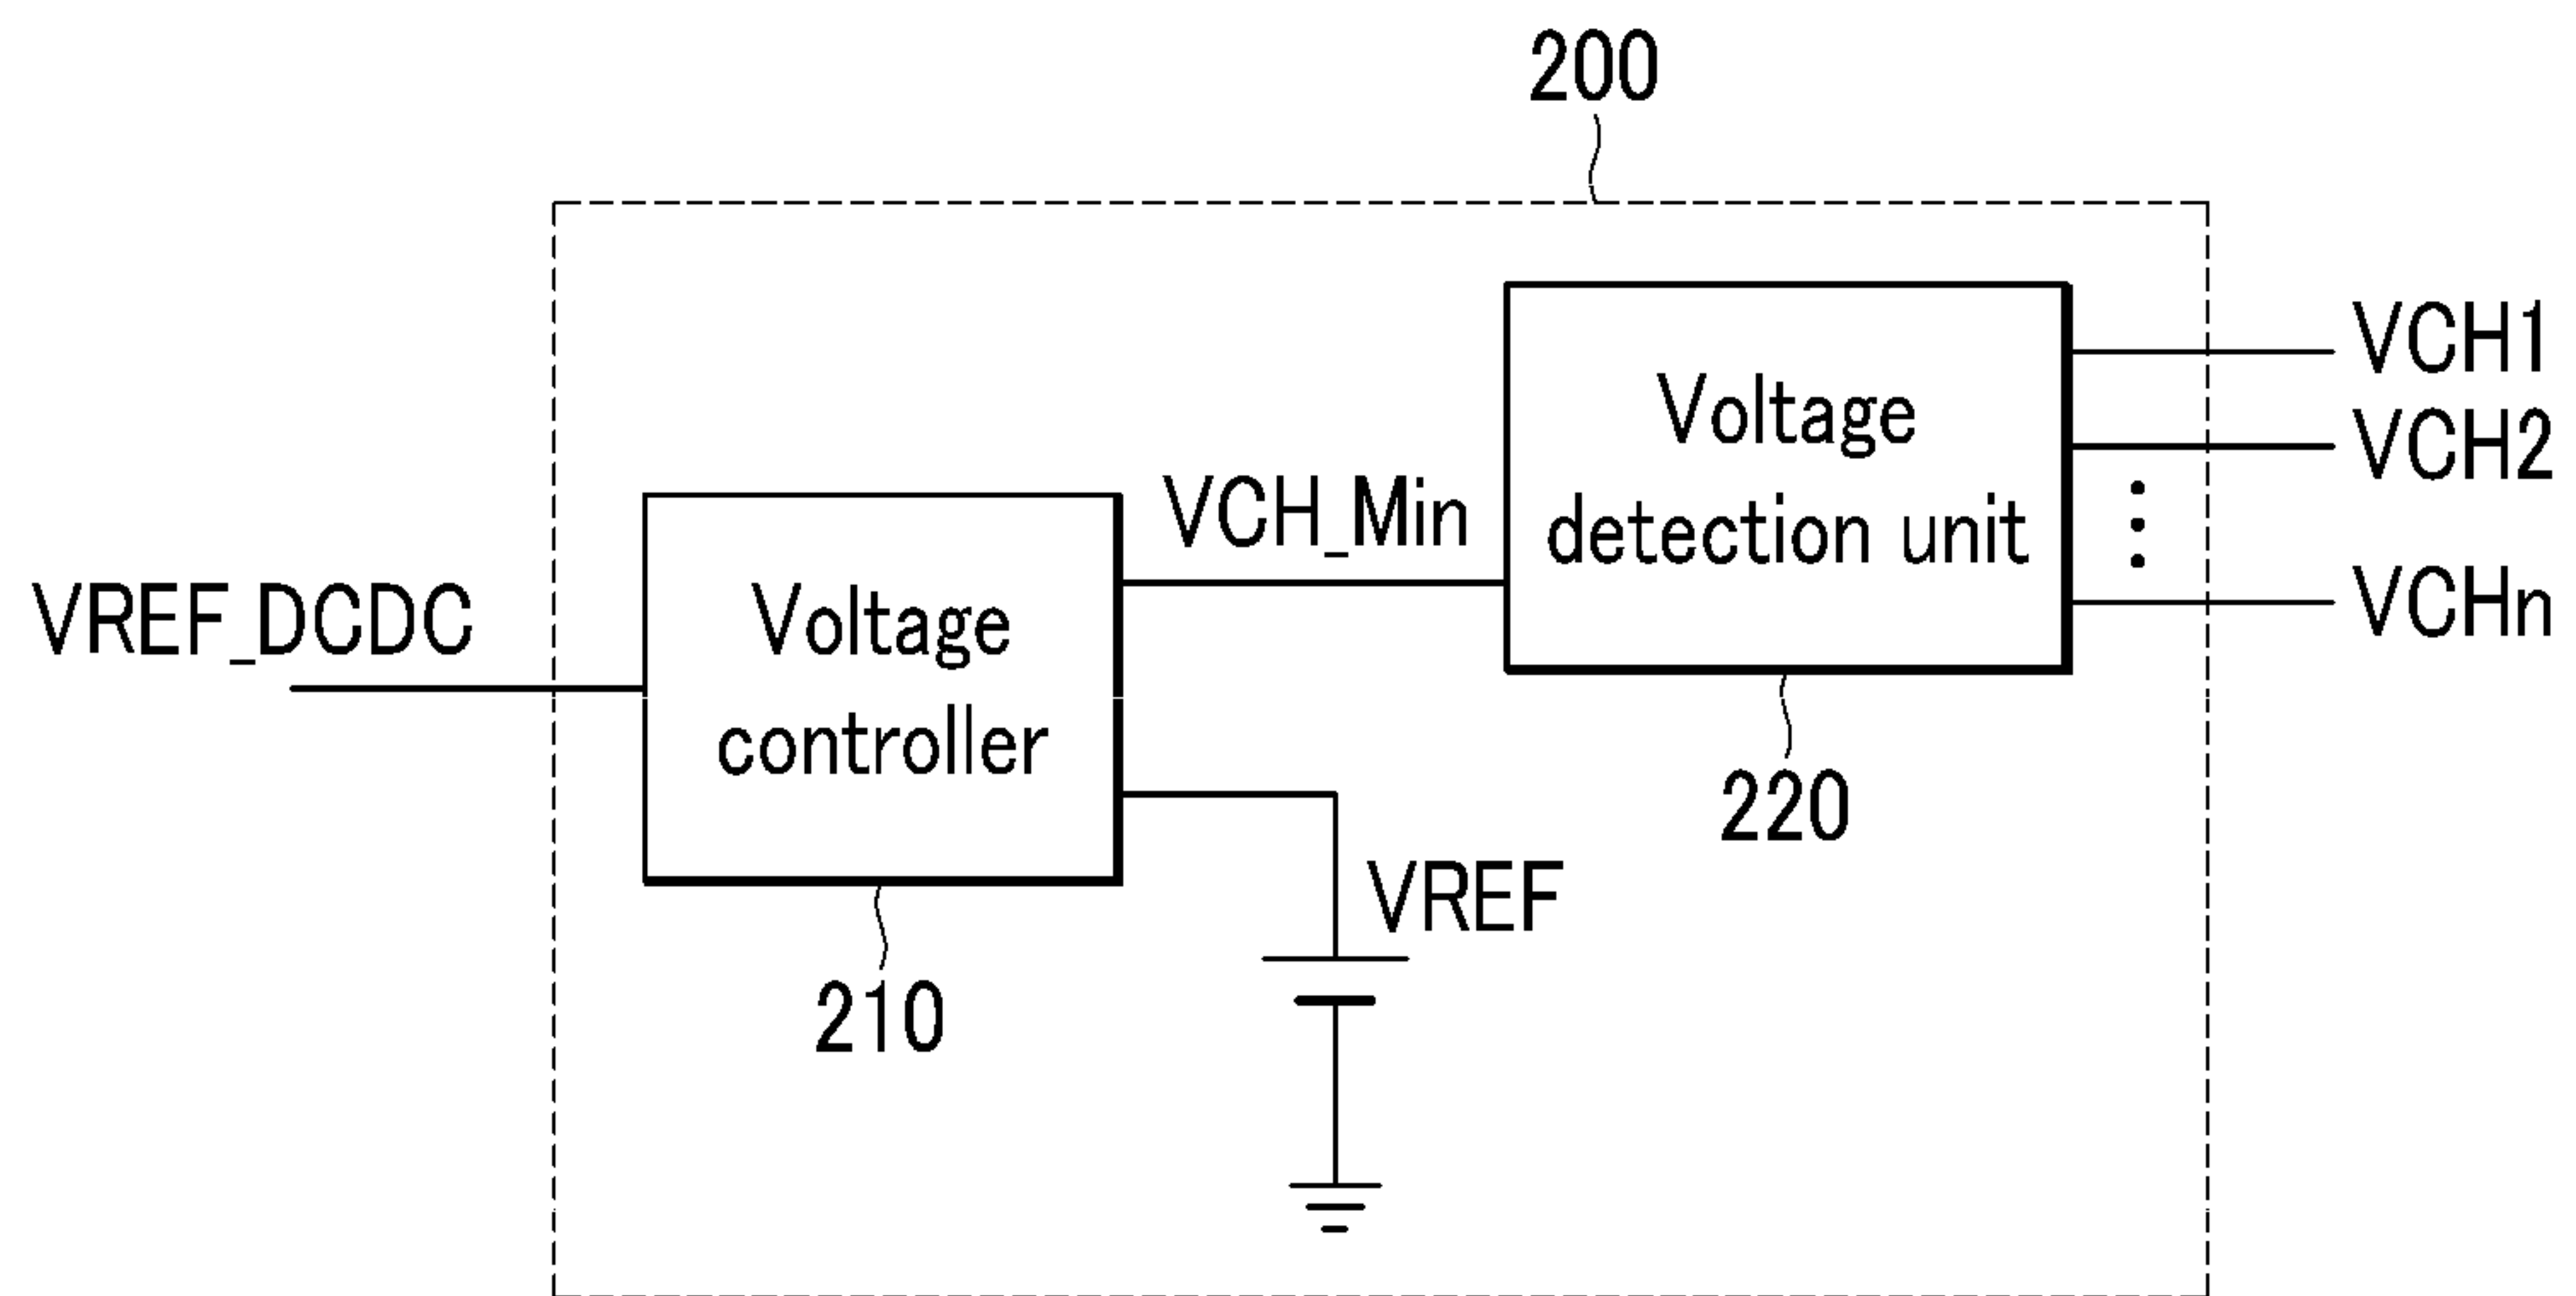 200
VCH1
VCH2
VCHn
Voltage
detection unit
VCH_Min
VREF_DCDC
Voltage
controller
220
VREF
210